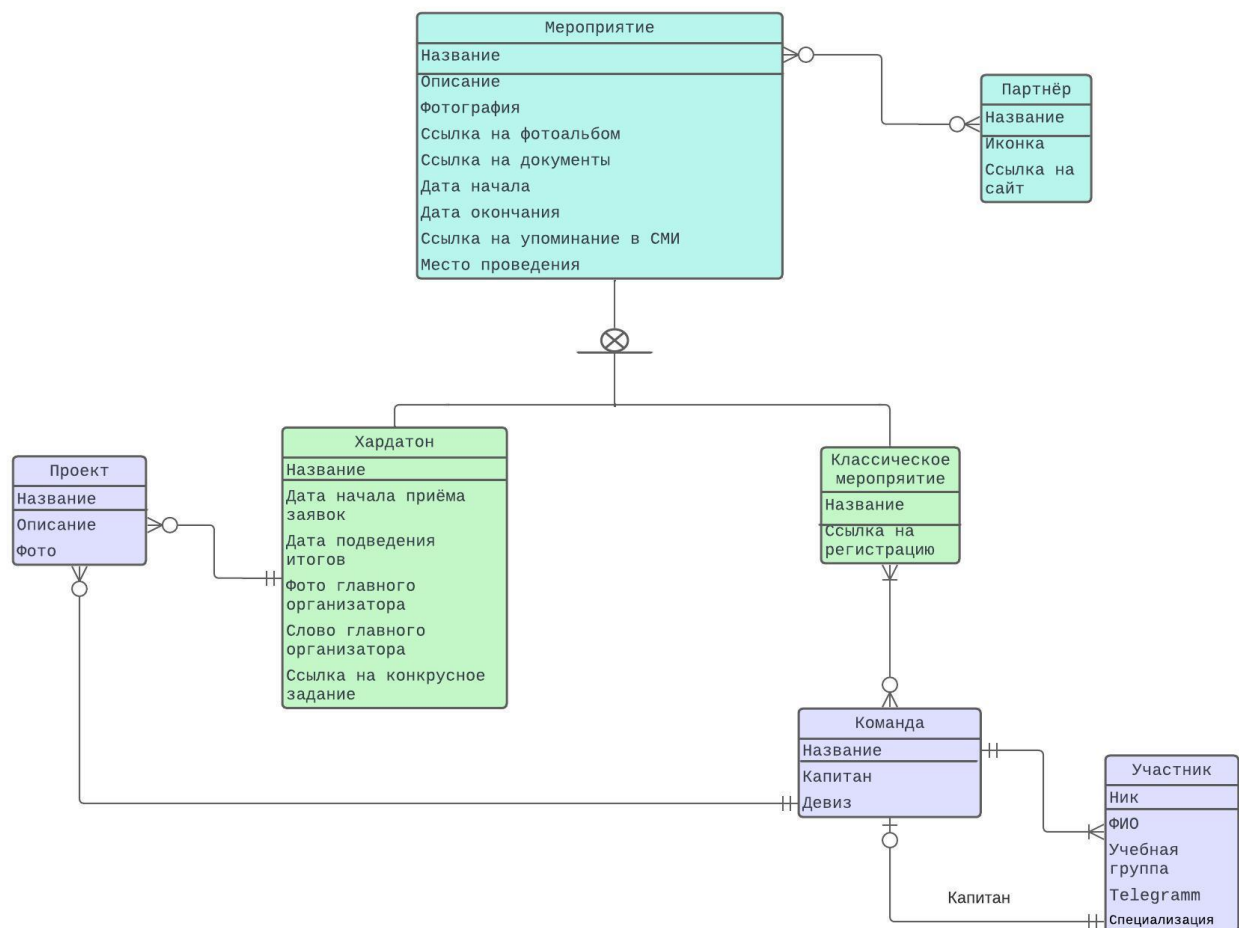 Мероприятие
Название
Описание
Фотография
Ссылка на фотоальбом
Ссылка на документы
Дата начала
Дата окончания
Ссылка на упоминание в СМИ
Место проведения
Партнёр
Название
Иконка
Ссылка на
сайт
Проект
Название
Описание
Фото
Хардатон
Название
Дата начала приёма
заявок
Дата подведения
итогов
Фото главного
организатора
Слово главного
организатора
Ссылка на конкрусное
задание
Классическое
мепрряитие
Название
Ссылка на
регистрацию
Команда
Название
Капитан
Девиз
Участник
Ник
ФИО
Учебная
группа
Telegramm
Специализация
Капитан